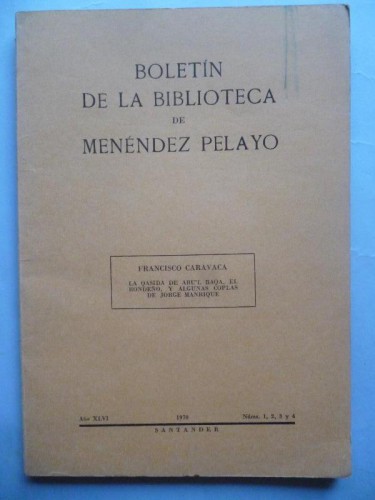 BOLETÍN
DE LA BIBLIOTECA
DE
MENÉNDEZ PELAYO
FRANCISCO CARAVACA
LA QASIDA DE ABU'L BAQA, EL
RONDEÑO, Y ALGUNAS COPLAS
DE JORGE MANRIQUE
Año XLVI 1970 Núms. 1, 2, 3 y 4
SANTANDER